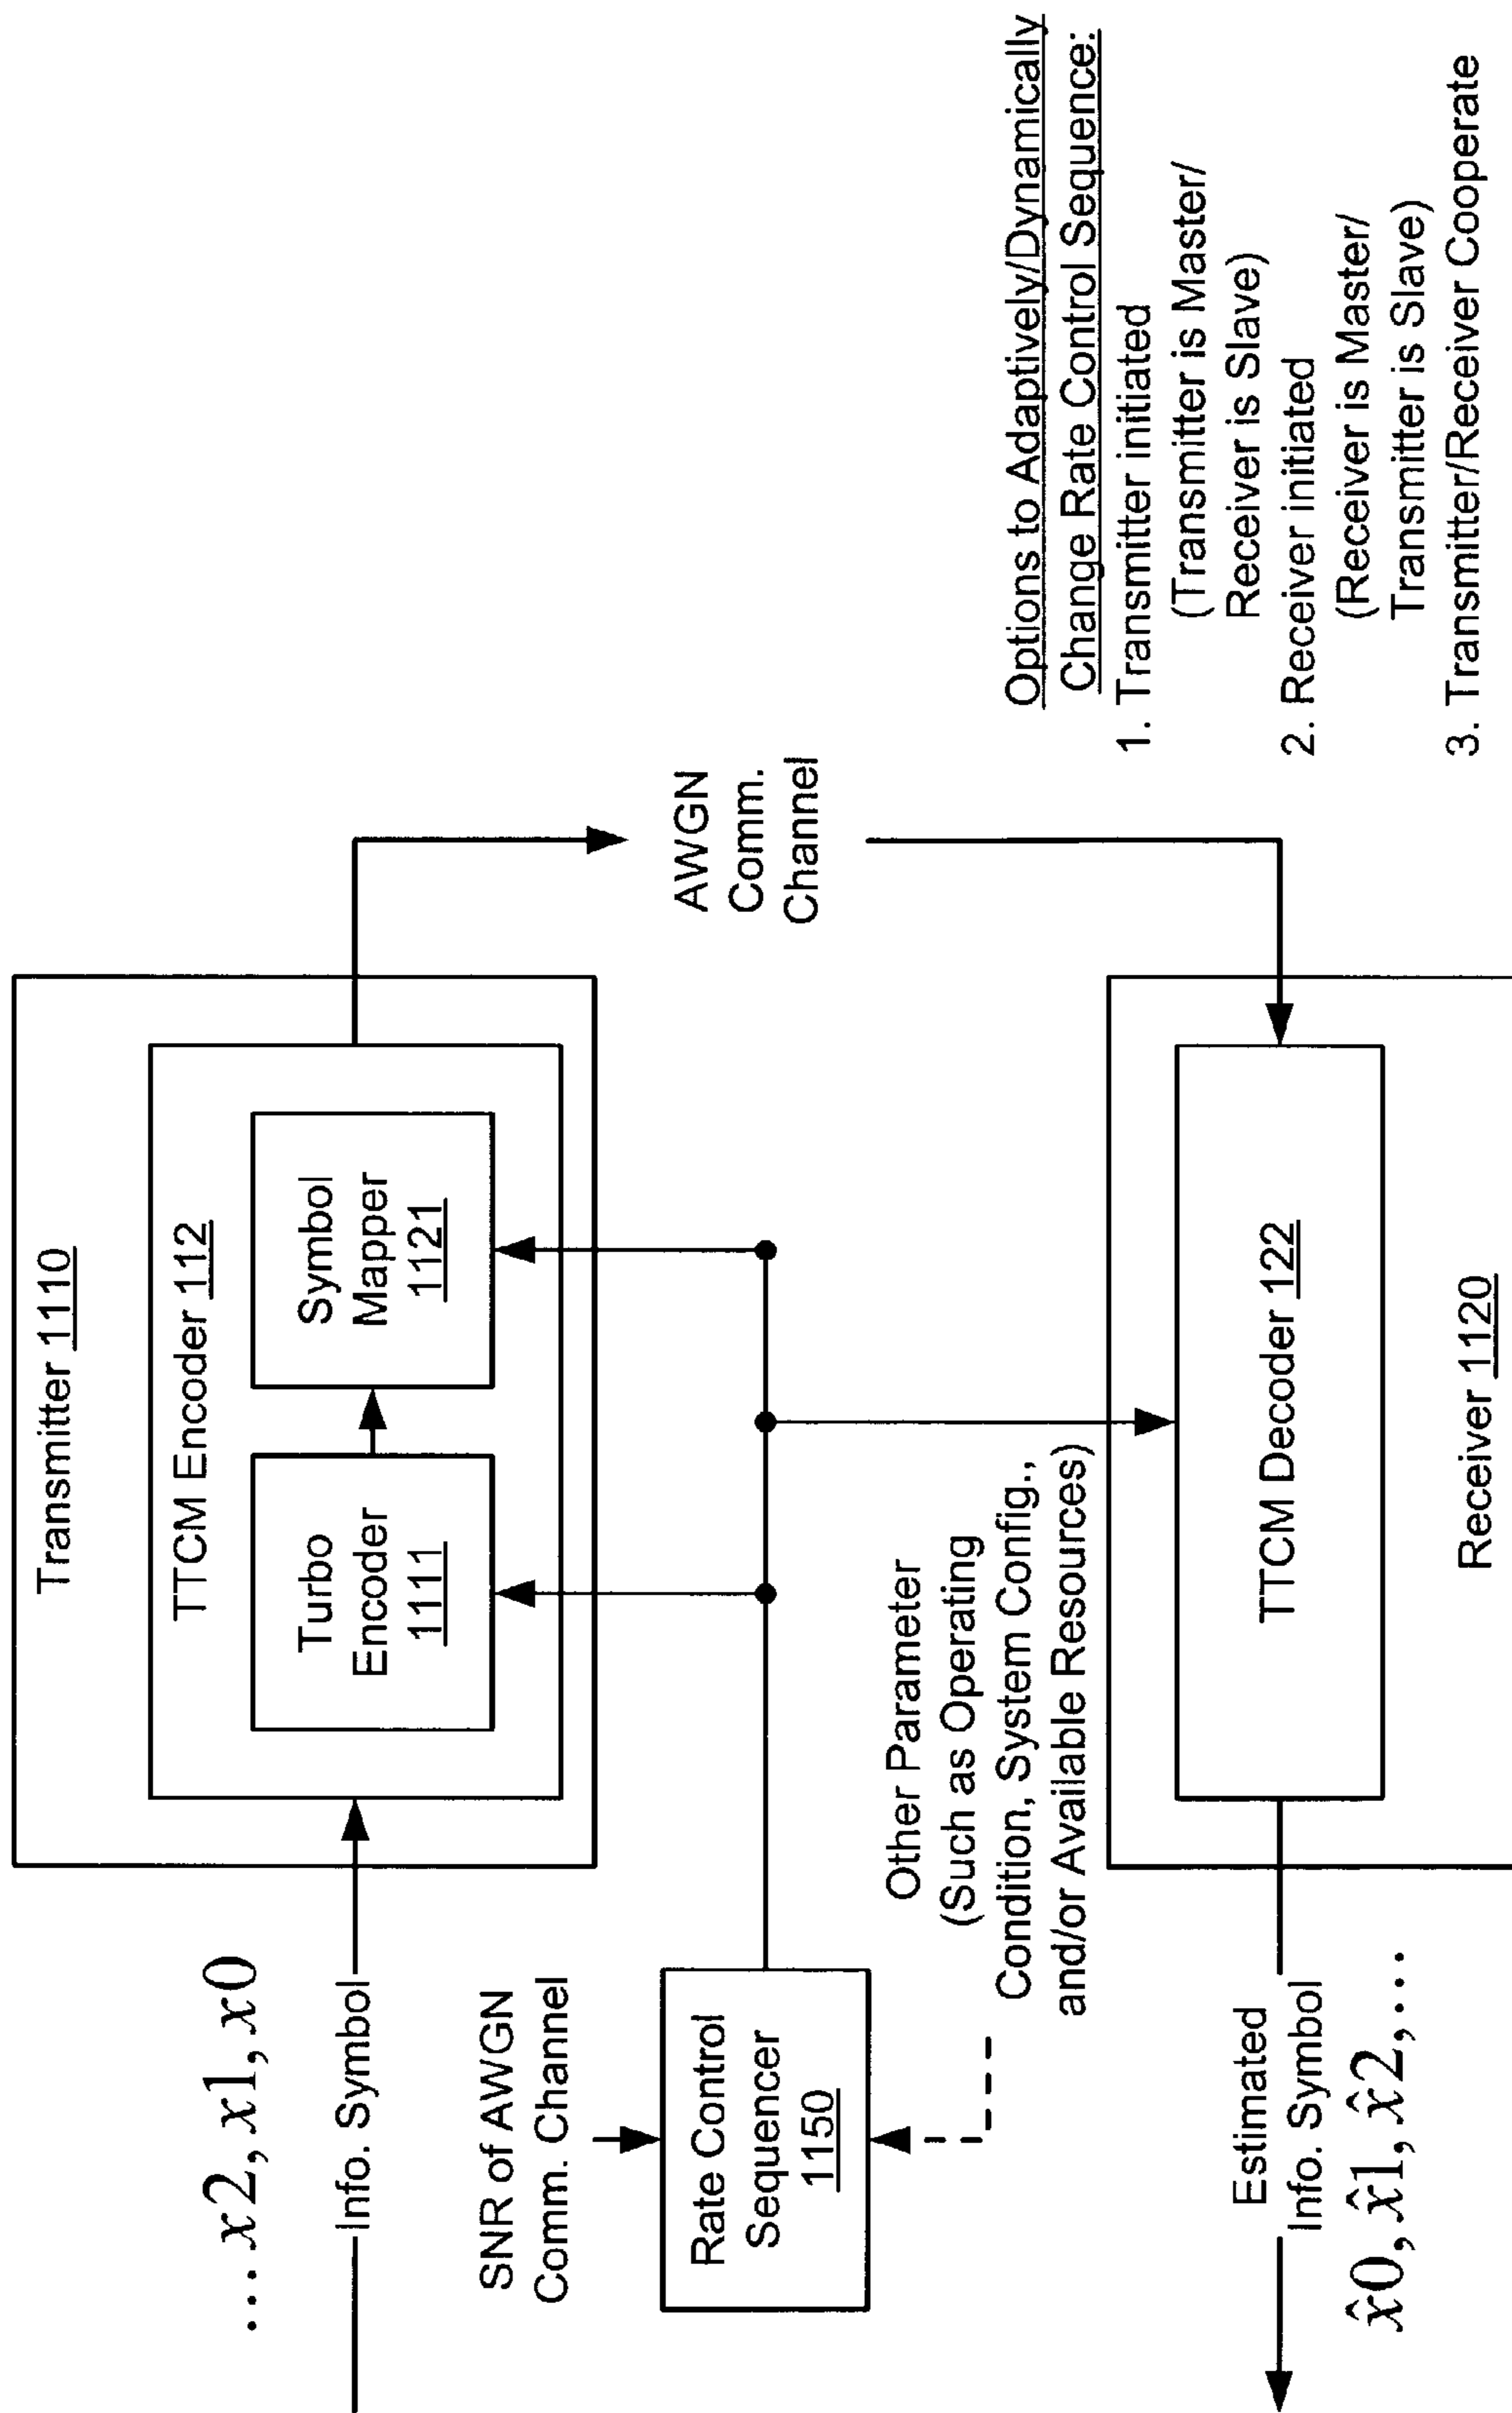 Transmitter 1110
TTCM Encoder 112
Turbo
Encoder
1111
Symbol
Mapper
1121
...x2,x1,x0
Info. Symbol
SNR of AWGN
Comm. Channel
Rate Control
Sequencer
1150
Other Parameter
(Such as Operating
Condition, System Config.,
and/or Available Resources)
AWGN
Comm.
Channel
TTCM Decoder 122
Receiver 1120
Estimated
Info. Symbol
x̂0,x̂1,x̂2,...
Options to Adaptively/Dynamically
Change Rate Control Sequence:
1. Transmitter initiated
(Transmitter is Master/
Receiver is Slave)
2. Receiver initiated
(Receiver is Master/
Transmitter is Slave)
3. Transmitter/Receiver Cooperate